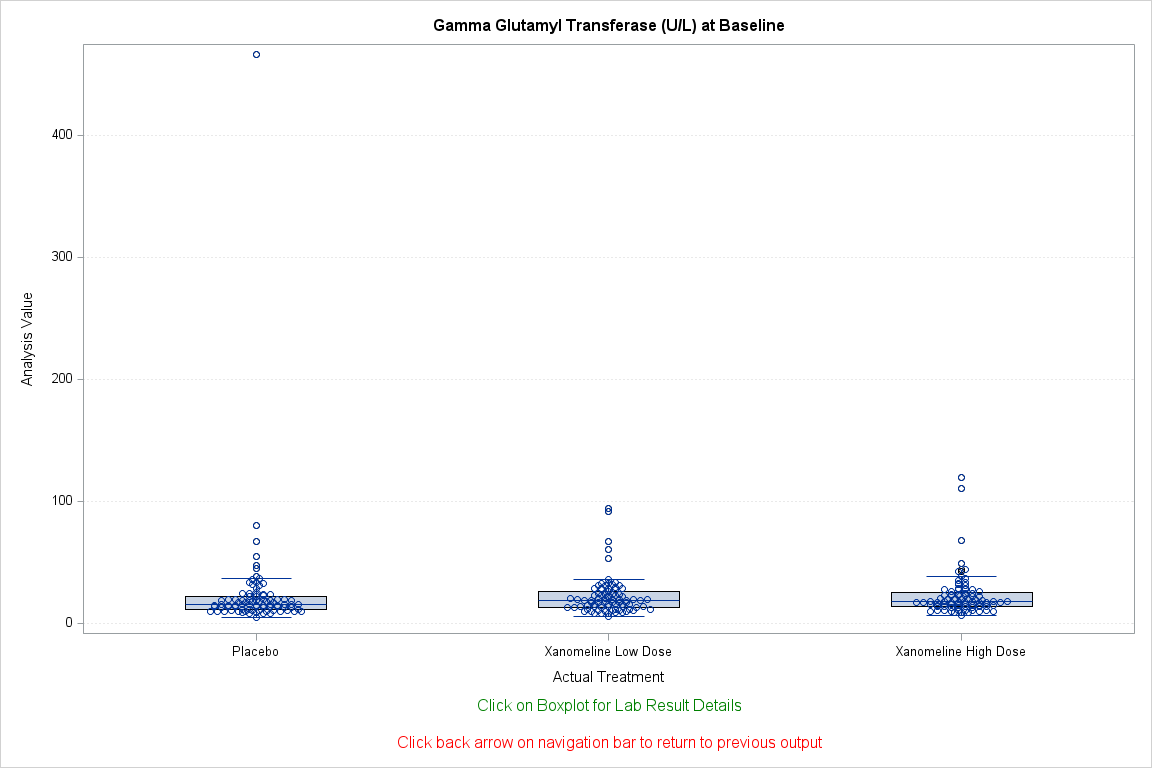 Gamma Glutamyl Transferase (U/L) at Baseline
400
300
200
100
0
Analysis Value
Placebo
Xanomeline Low Dose
Xanomeline High Dose
Actual Treatment
Click on Boxplot for Lab Result Details
Click back arrow on navigation bar to return to previous output